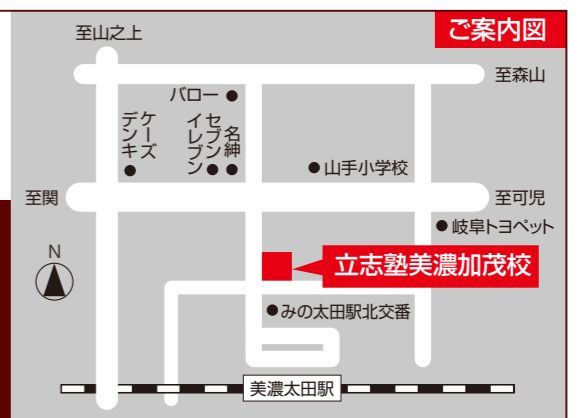 ご案内図
至山之上
至森山
バロー
ケーズ
デンキ
セブン
イレブン
名紳
山手小学校
至関
至可児
岐阜トヨペット
N
立志塾美濃加茂校
みの太田駅北交番
美濃太田駅